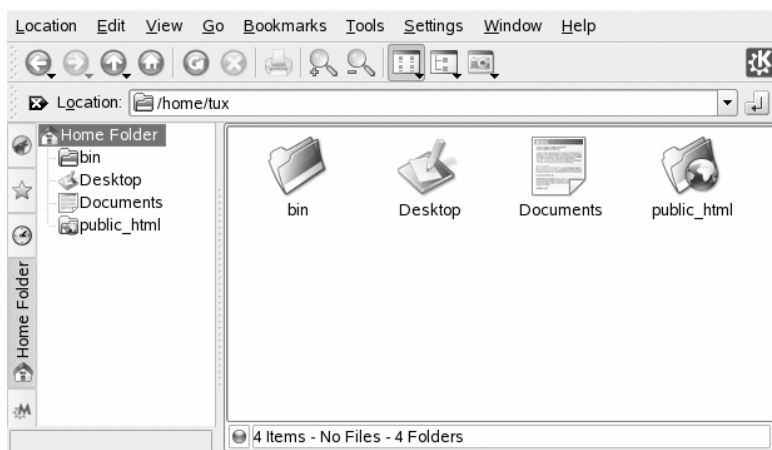 Location Edit View Go Bookmarks Tools Settings Window Help
Location: /home/tux
Home Folder
bin
Desktop
Documents
public_html
bin Desktop Documents public_html
Home Folder
4 Items - No Files - 4 Folders